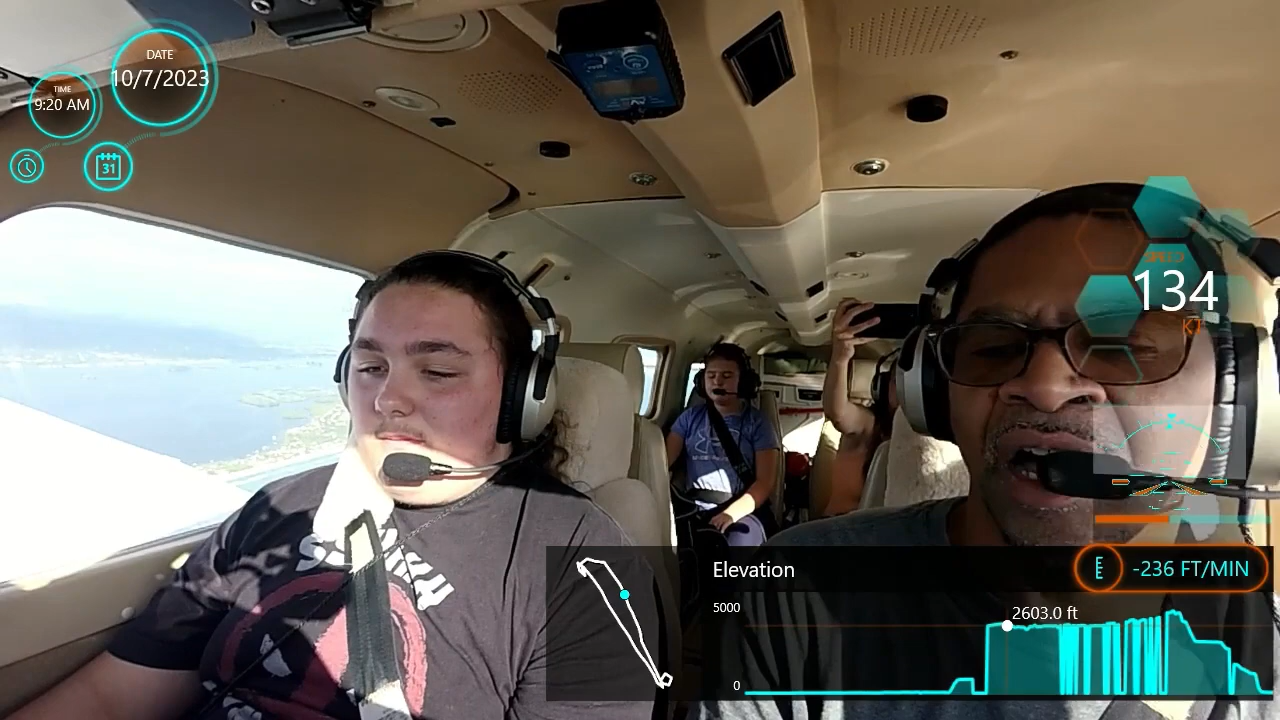 DATE
10/7/2023
TIME
9:20 AM
31
SPEED
134
KT
Elevation
-236 FT/MIN
5000
2603.0 ft
0